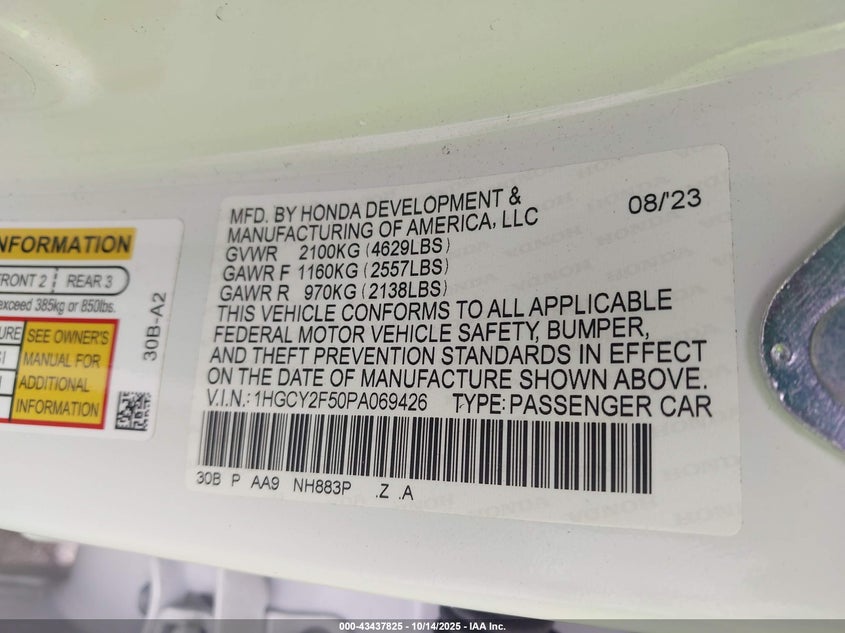 INFORMATION
FRONT 2 REAR 3
exceed 385kg or 850lbs.
SEE OWNER'S
MANUAL FOR
ADDITIONAL
INFORMATION
30B-A2
MFD. BY HONDA DEVELOPMENT &
MANUFACTURING OF AMERICA, LLC
08/'23
GVWR 2100KG (4629LBS)
GAWR F 1160KG (2557LBS)
GAWR R 970KG (2138LBS)
THIS VEHICLE CONFORMS TO ALL APPLICABLE
FEDERAL MOTOR VEHICLE SAFETY, BUMPER,
AND THEFT PREVENTION STANDARDS IN EFFECT
ON THE DATE OF MANUFACTURE SHOWN ABOVE.
V.I.N.: 1HGCY2F50PA069426 TYPE: PASSENGER CAR
30B P AA9 NH883P .Z .A
000-43437825 - 10/14/2025 - IAA Inc.